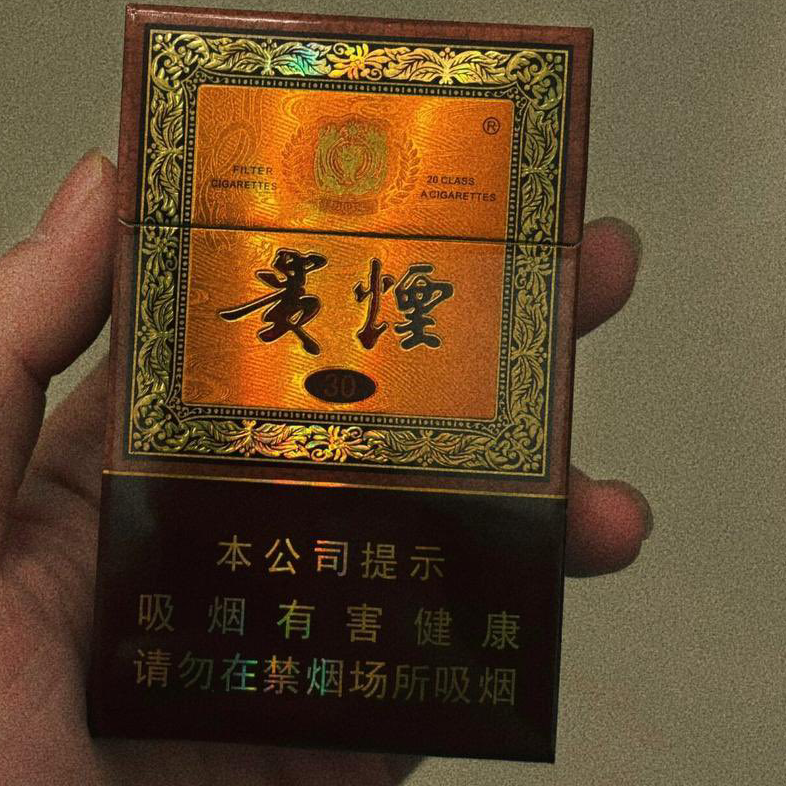 ®
FILTER
CIGARETTES
20 CLASS
A CIGARETTES
貴煙
30
本公司提示
吸烟有害健康
请勿在禁烟场所吸烟